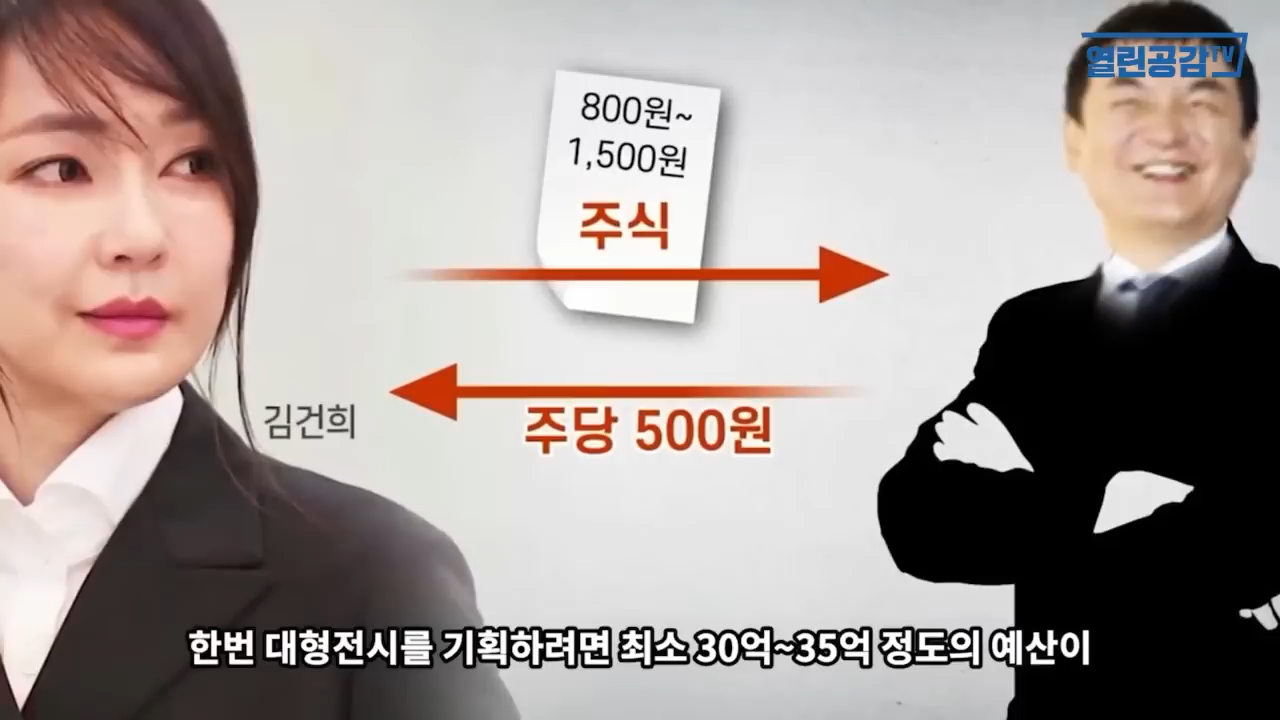 열린공감TV
800원~
1,500원
주식
주당 500원
김건희
한번 대형전시를 기획하려면 최소 30억~35억 정도의 예산이